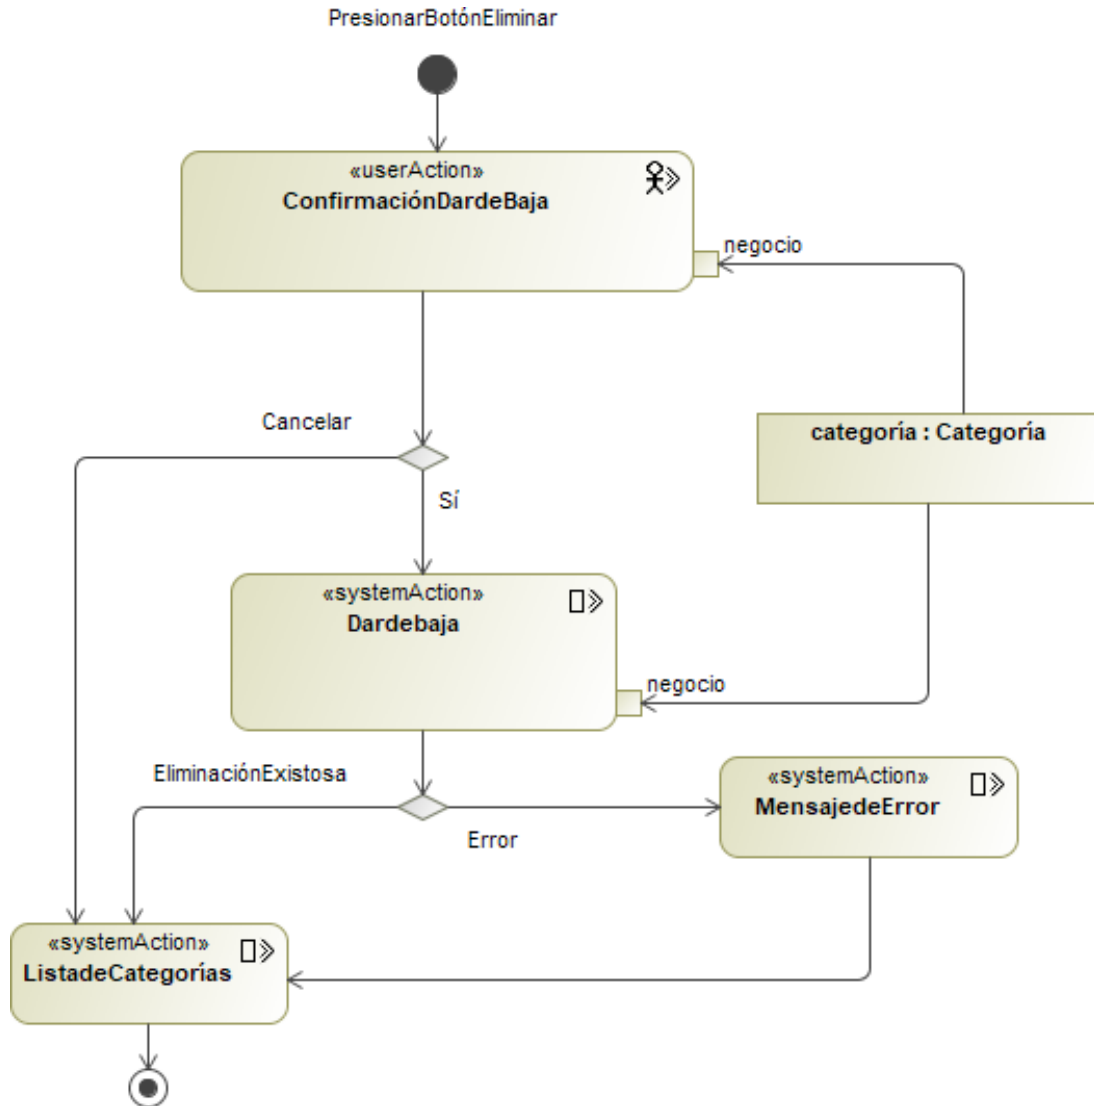 PresionarBotónEliminar
«userAction»
ConfirmaciónDardeBaja
negocio
Cancelar
categoría : Categoría
Sí
«systemAction»
Dardebaja
negocio
EliminaciónExistosa
«systemAction»
MensajedeError
Error
«systemAction»
ListadeCategorías